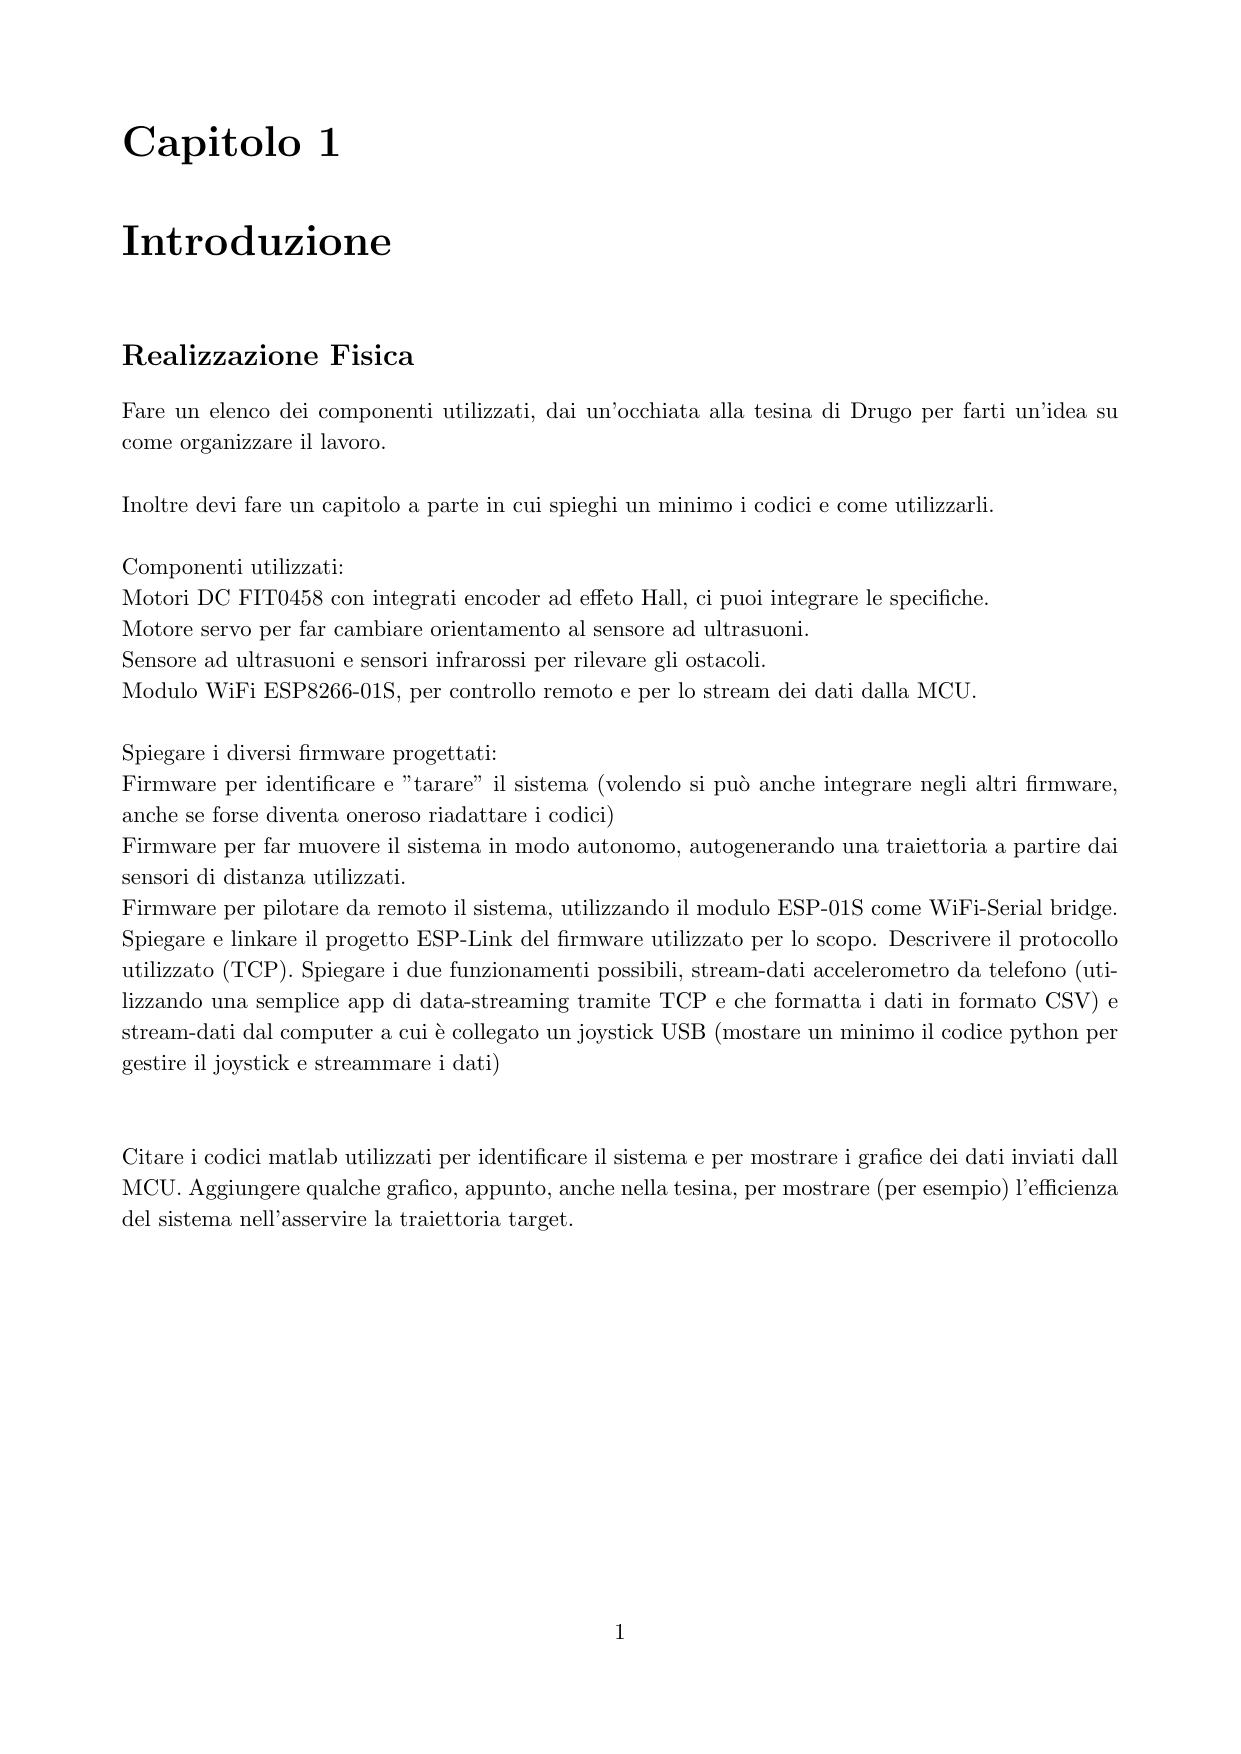 Capitolo 1
Introduzione
Realizzazione Fisica
Fare un elenco dei componenti utilizzati, dai un'occhiata alla tesina di Drugo per farti un'idea su
come organizzare il lavoro.
Inoltre devi fare un capitolo a parte in cui spieghi un minimo i codici e come utilizzarli.
Componenti utilizzati:
Motori DC FIT0458 con integrati encoder ad effeto Hall, ci puoi integrare le specifiche.
Motore servo per far cambiare orientamento al sensore ad ultrasuoni.
Sensore ad ultrasuoni e sensori infrarossi per rilevare gli ostacoli.
Modulo WiFi ESP8266-01S, per controllo remoto e per lo stream dei dati dalla MCU.
Spiegare i diversi firmware progettati:
Firmware per identificare e ”tarare” il sistema (volendo si può anche integrare negli altri firmware,
anche se forse diventa oneroso riadattare i codici)
Firmware per far muovere il sistema in modo autonomo, autogenerando una traiettoria a partire dai
sensori di distanza utilizzati.
Firmware per pilotare da remoto il sistema, utilizzando il modulo ESP-01S come WiFi-Serial bridge.
Spiegare e linkare il progetto ESP-Link del firmware utilizzato per lo scopo. Descrivere il protocollo
utilizzato (TCP). Spiegare i due funzionamenti possibili, stream-dati accelerometro da telefono (uti-
lizzando una semplice app di data-streaming tramite TCP e che formatta i dati in formato CSV) e
stream-dati dal computer a cui è collegato un joystick USB (mostare un minimo il codice python per
gestire il joystick e streammare i dati)
Citare i codici matlab utilizzati per identificare il sistema e per mostrare i grafice dei dati inviati dall
MCU. Aggiungere qualche grafico, appunto, anche nella tesina, per mostrare (per esempio) l'efficienza
del sistema nell'asservire la traiettoria target.
1